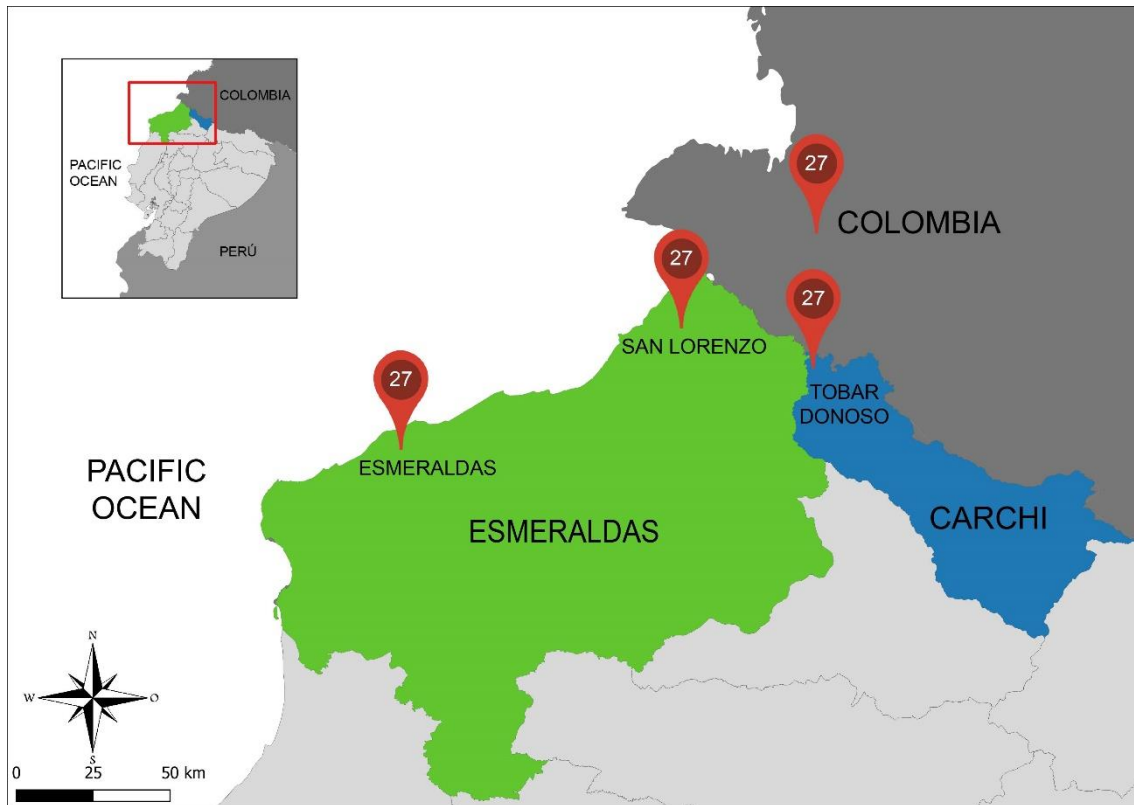 COLOMBIA
PACIFIC
OCEAN
PERÚ
27
COLOMBIA
27
SAN LORENZO
27
TOBAR
DONOSO
27
ESMERALDAS
PACIFIC
OCEAN
ESMERALDAS
CARCHI
N
W O
S
0 25 50 km